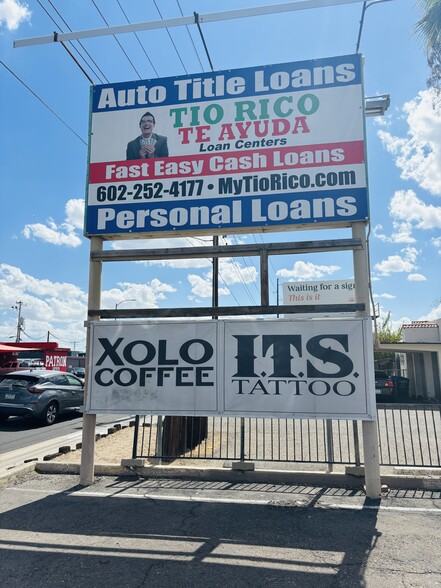 Auto Title Loans
TIO RICO
TE AYUDA
Loan Centers
Fast Easy Cash Loans
602-252-4177 • MyTioRico.com
Personal Loans
Waiting for a sign
This is it
XOLO
COFFEE
I.T.S.
TATTOO
PATRON